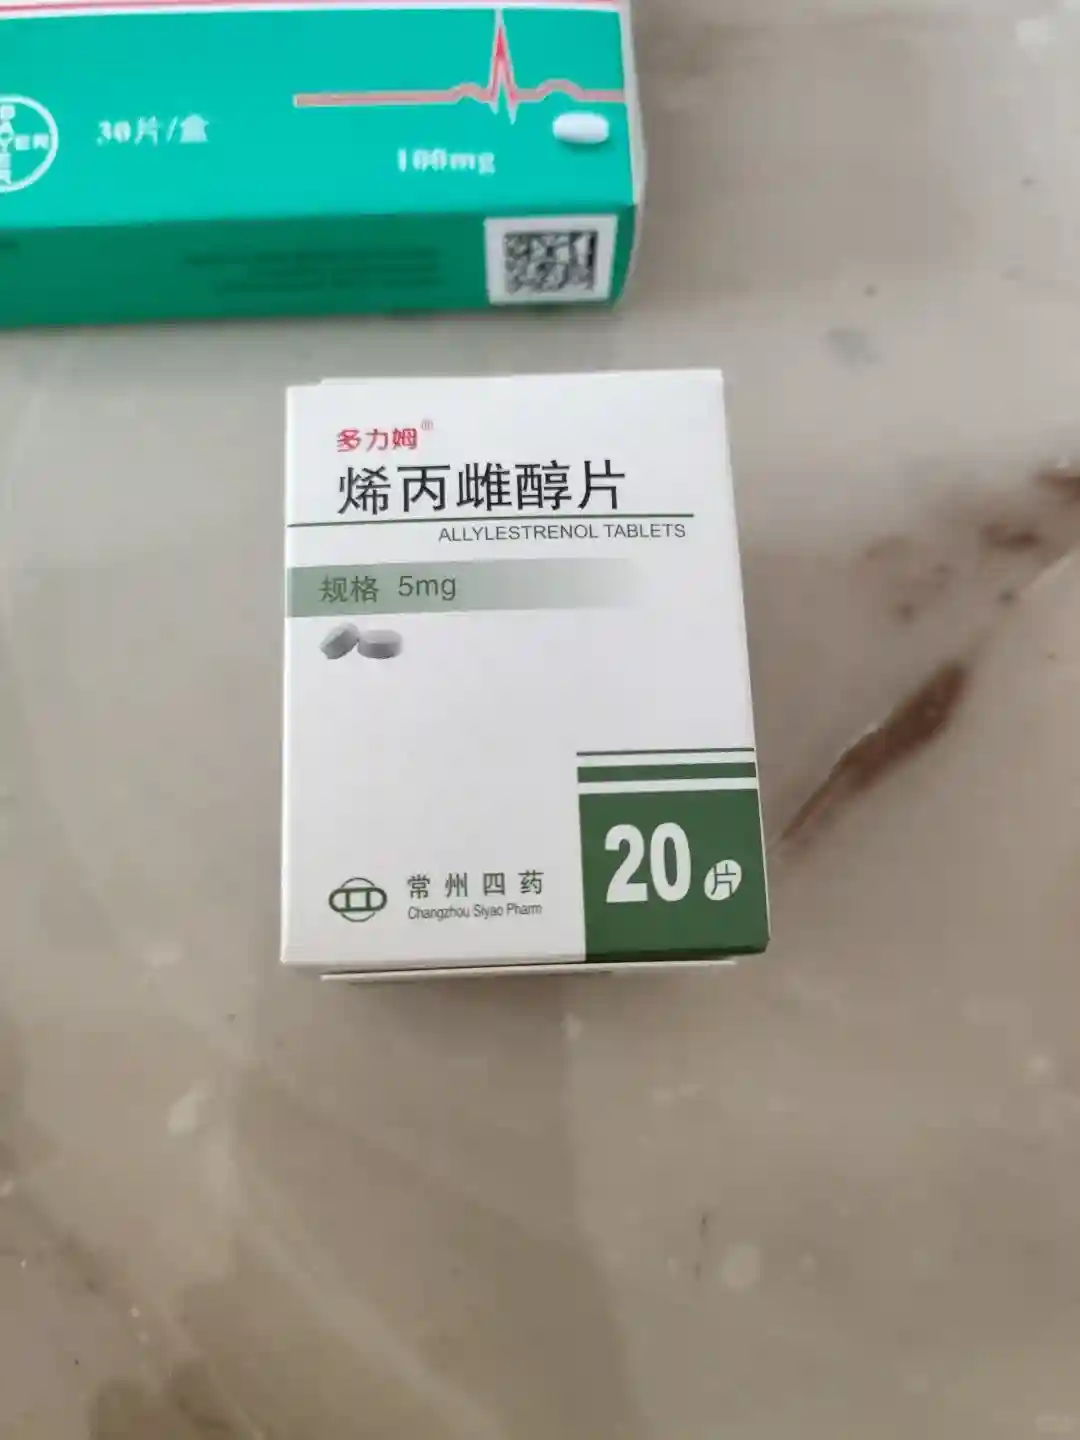 BAYER
30片/盒
100mg
多力姆®
烯丙雌醇片
ALLYLESTRENOL TABLETS
规格 5mg
20片
常州四药
Changzhou Siyao Pharm